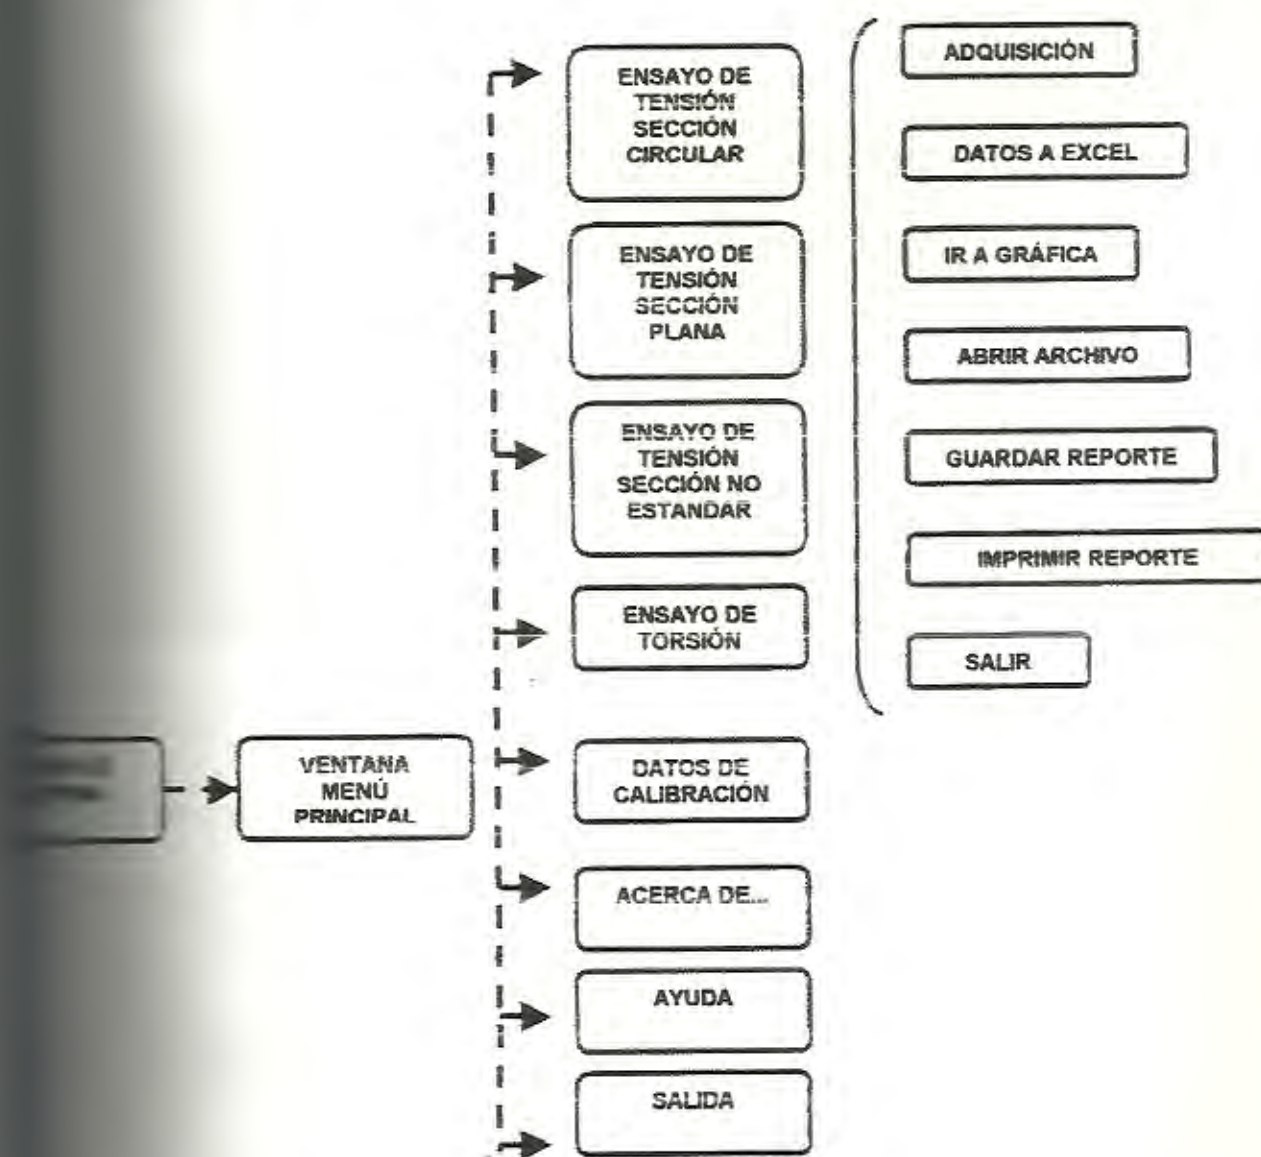 ENSAYO DE
TENSIÓN
SECCIÓN
CIRCULAR
ENSAYO DE
TENSIÓN
SECCIÓN
PLANA
ENSAYO DE
TENSIÓN
SECCIÓN NO
ESTANDAR
ENSAYO DE
TORSIÓN
VENTANA
MENÚ
PRINCIPAL
DATOS DE
CALIBRACIÓN
ACERCA DE...
AYUDA
SALIDA
ADQUISICIÓN
DATOS A EXCEL
IR A GRÁFICA
ABRIR ARCHIVO
GUARDAR REPORTE
IMPRIMIR REPORTE
SALIR